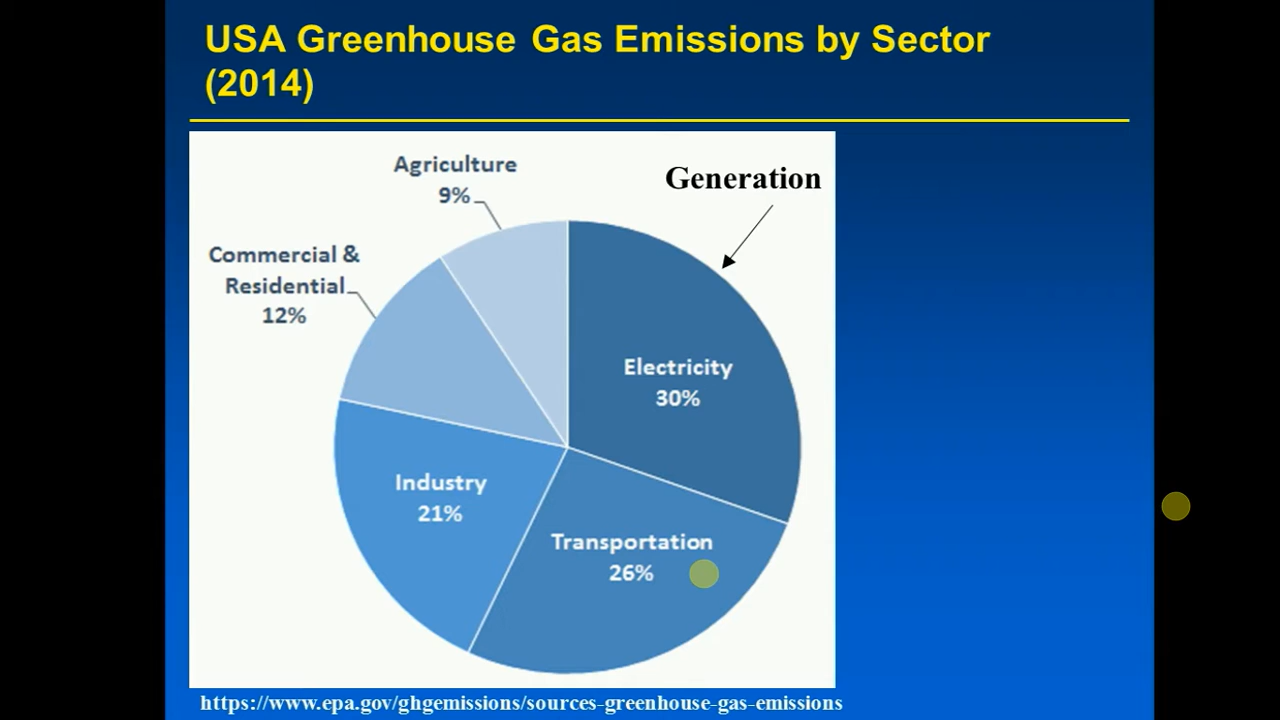 USA Greenhouse Gas Emissions by Sector
(2014)
Agriculture
9%
Generation
Commercial &
Residential
12%
Electricity
30%
Industry
21%
Transportation
26%
https://www.epa.gov/ghgemissions/sources-greenhouse-gas-emissions